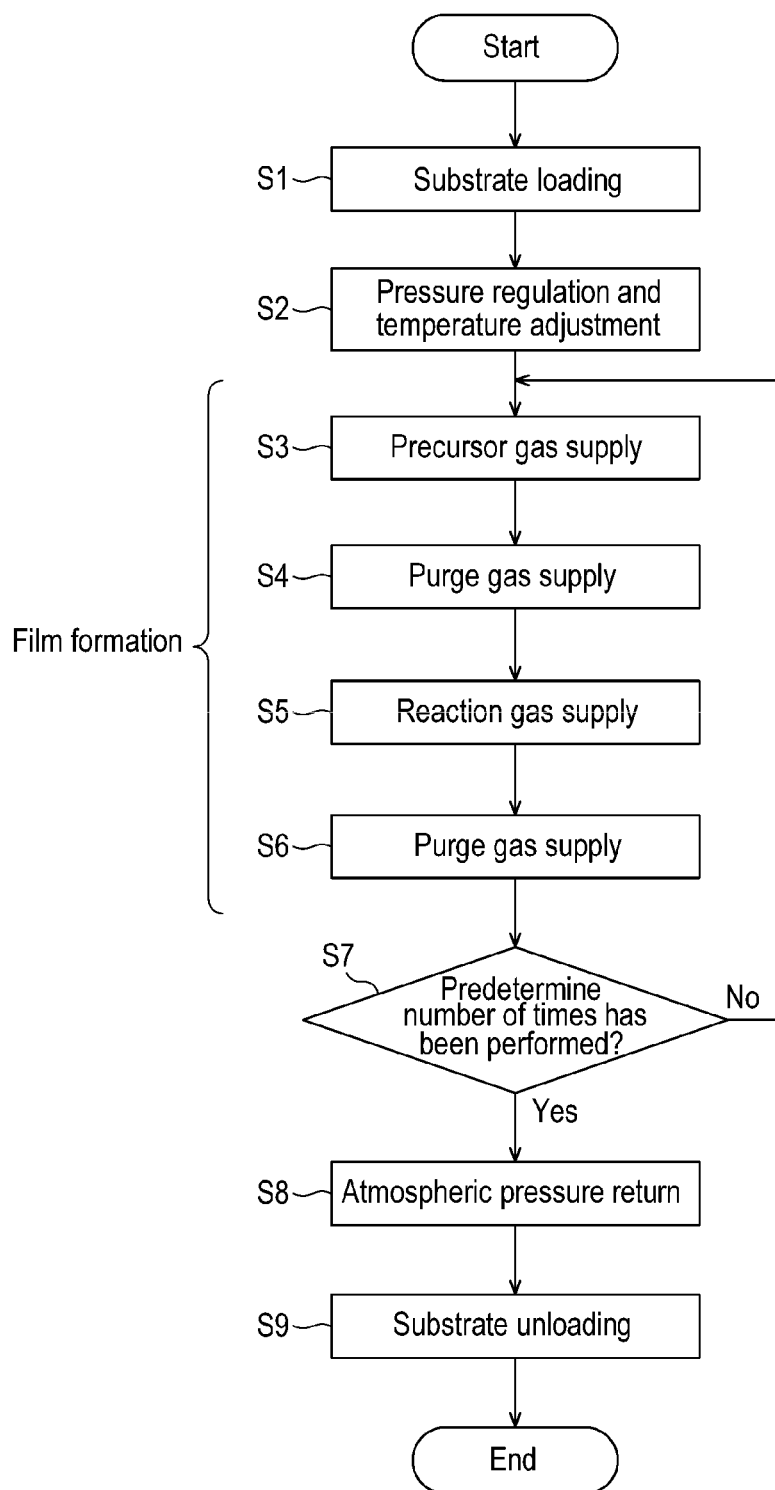 Start
S1
Substrate loading
S2
Pressure regulation and
temperature adjustment
Film formation
S3
Precursor gas supply
S4
Purge gas supply
S5
Reaction gas supply
S6
Purge gas supply
S7
Predetermine
number of times has
been performed?
No
Yes
S8
Atmospheric pressure return
S9
Substrate unloading
End